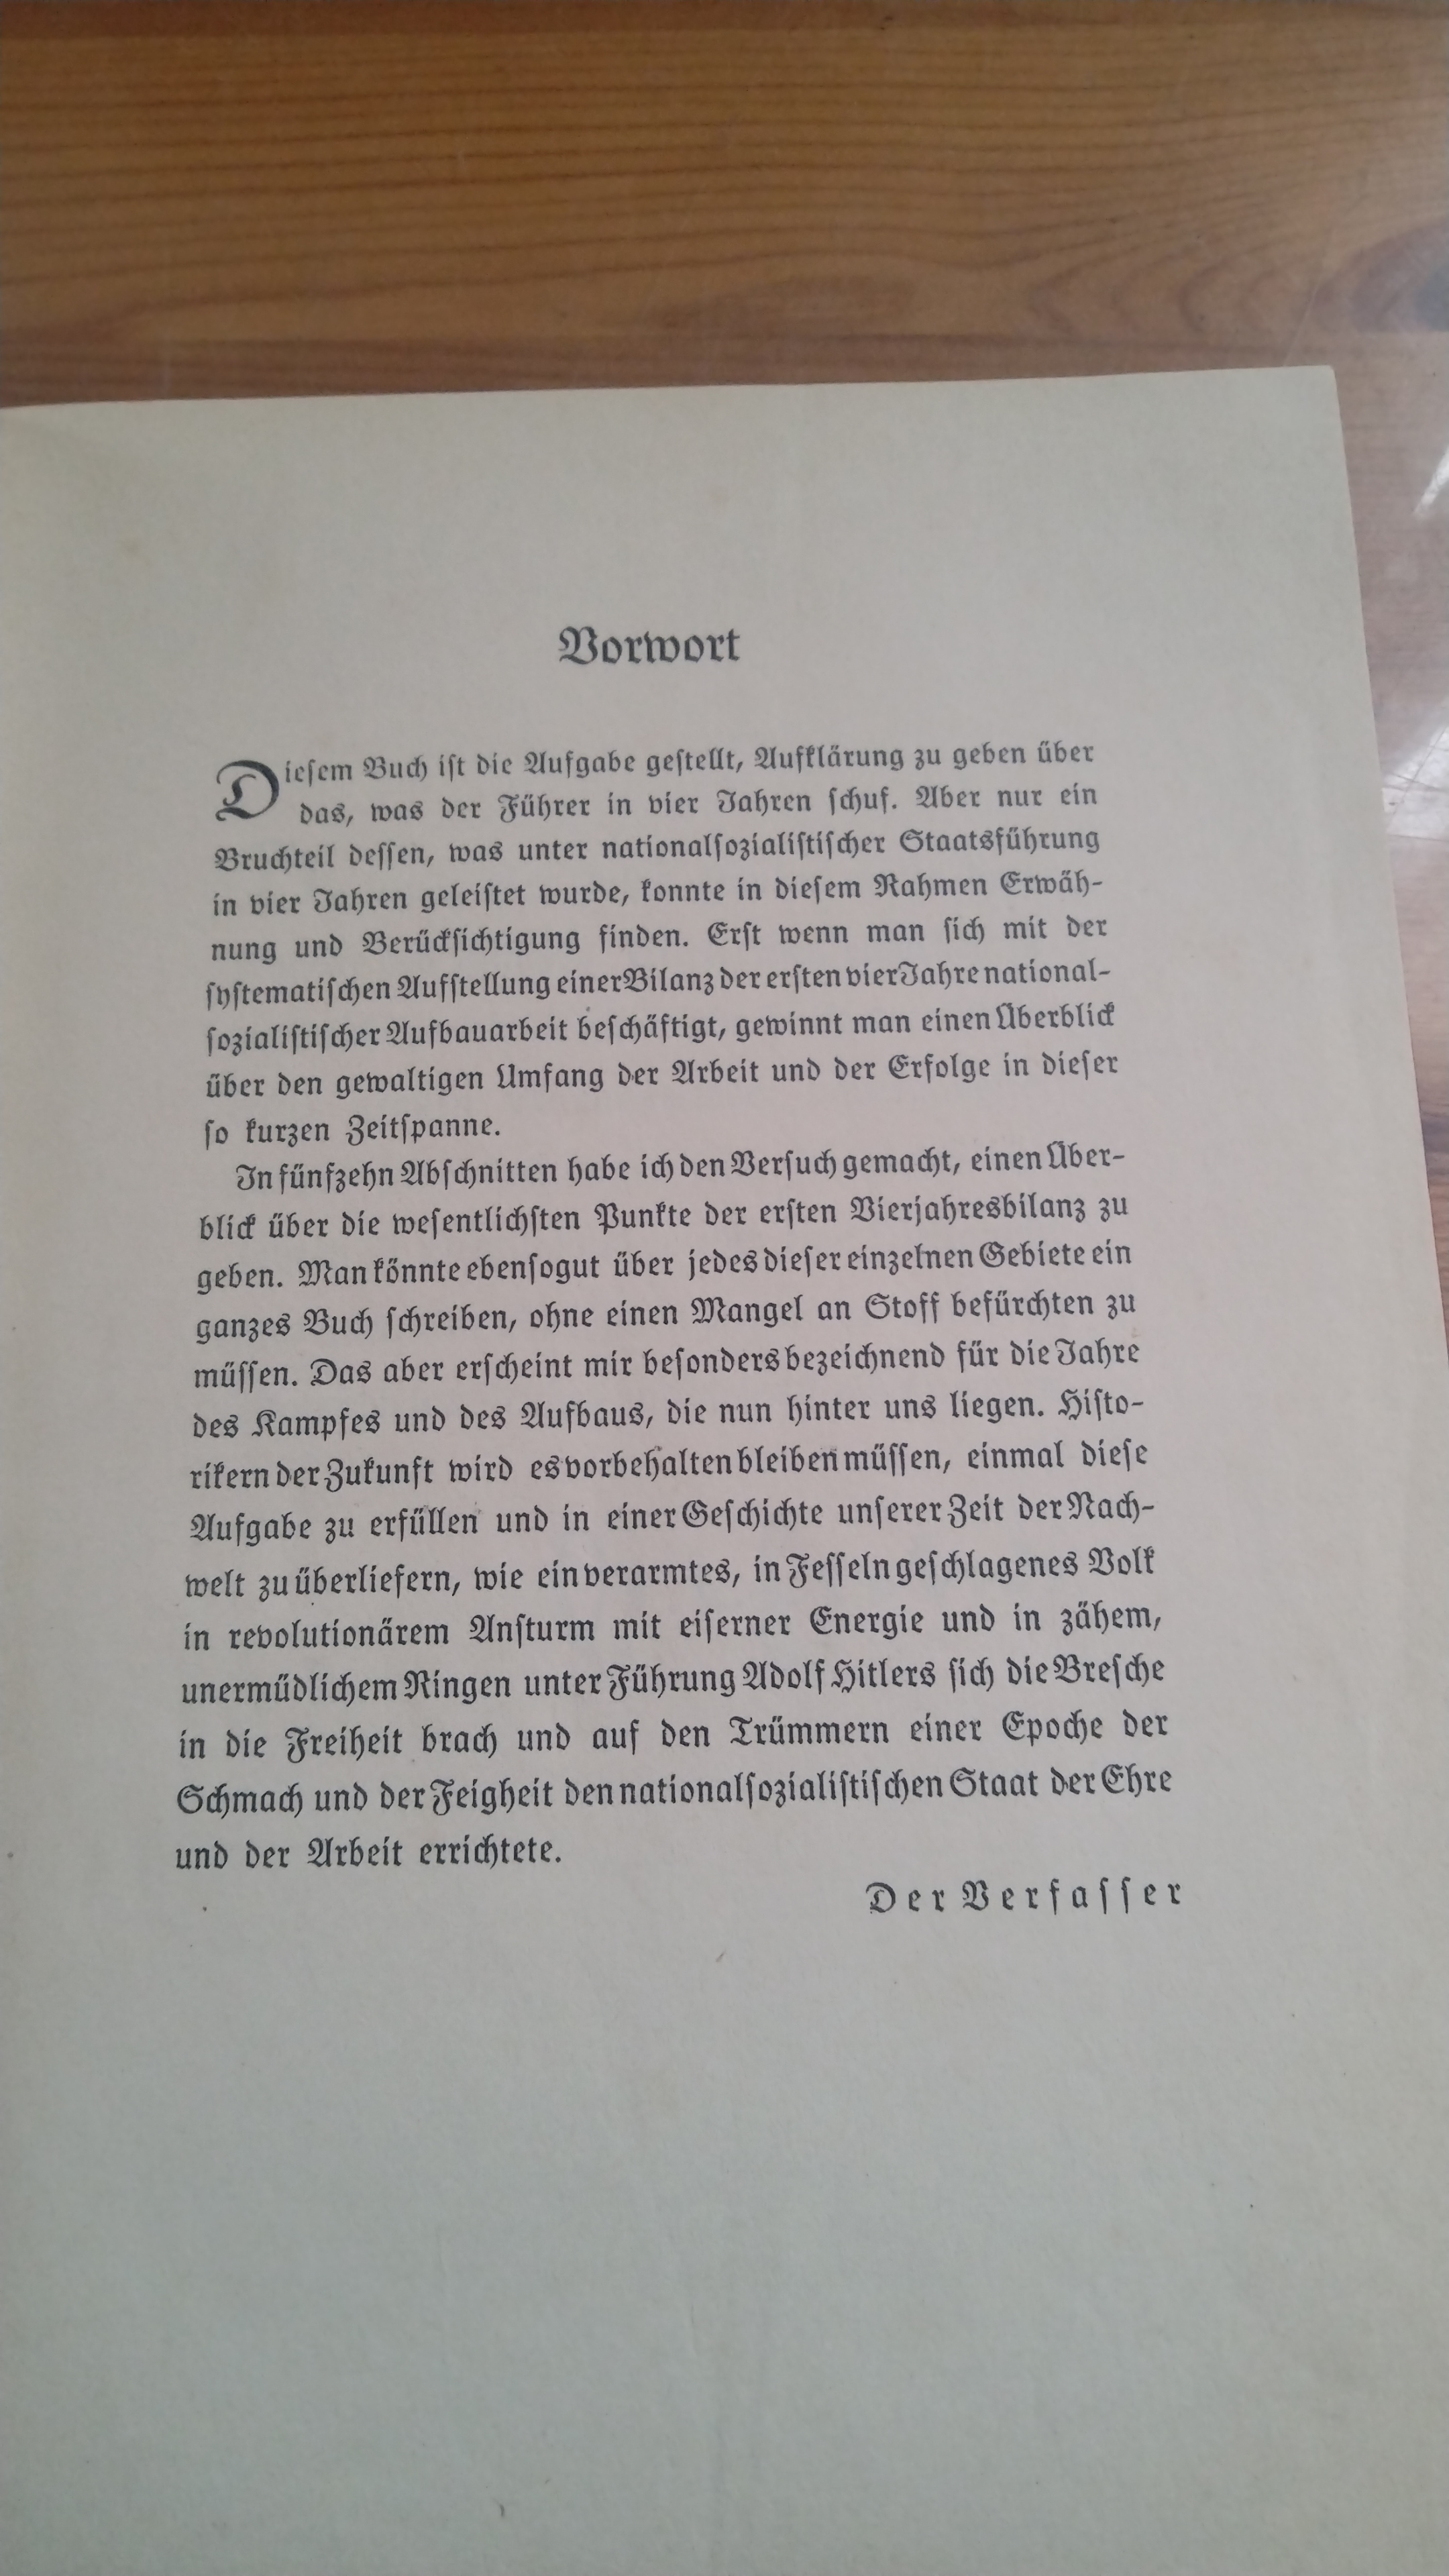 Vorwort
Diesem Buch ist die Aufgabe gestellt, Aufklärung zu geben über
das, was der Führer in vier Jahren schuf. Aber nur ein
Bruchteil dessen, was unter nationalsozialistischer Staatsführung
in vier Jahren geleistet wurde, konnte in diesem Rahmen Erwäh-
nung und Berücksichtigung finden. Erst wenn man sich mit der
systematischen Aufstellung einer Bilanz der ersten vier Jahre national-
sozialistischer Aufbauarbeit beschäftigt, gewinnt man einen Überblick
über den gewaltigen Umfang der Arbeit und der Erfolge in dieser
so kurzen Zeitspanne.
In fünfzehn Abschnitten habe ich den Versuch gemacht, einen Über-
blick über die wesentlichsten Punkte der ersten Vierjahresbilanz zu
geben. Man könnte ebensogut über jedes dieser einzelnen Gebiete ein
ganzes Buch schreiben, ohne einen Mangel an Stoff befürchten zu
müssen. Das aber erscheint mir besonders bezeichnend für die Jahre
des Kampfes und des Aufbaus, die nun hinter uns liegen. Histo-
rikern der Zukunft wird es vorbehalten bleiben müssen, einmal diese
Aufgabe zu erfüllen und in einer Geschichte unserer Zeit der Nach-
welt zu überliefern, wie ein verarmtes, in Fesseln geschlagenes Volk
in revolutionärem Ansturm mit eiserner Energie und in zähem,
unermüdlichem Ringen unter Führung Adolf Hitlers sich die Bresche
in die Freiheit brach und auf den Trümmern einer Epoche der
Schmach und der Feigheit den nationalsozialistischen Staat der Ehre
und der Arbeit errichtete.
Der Verfasser